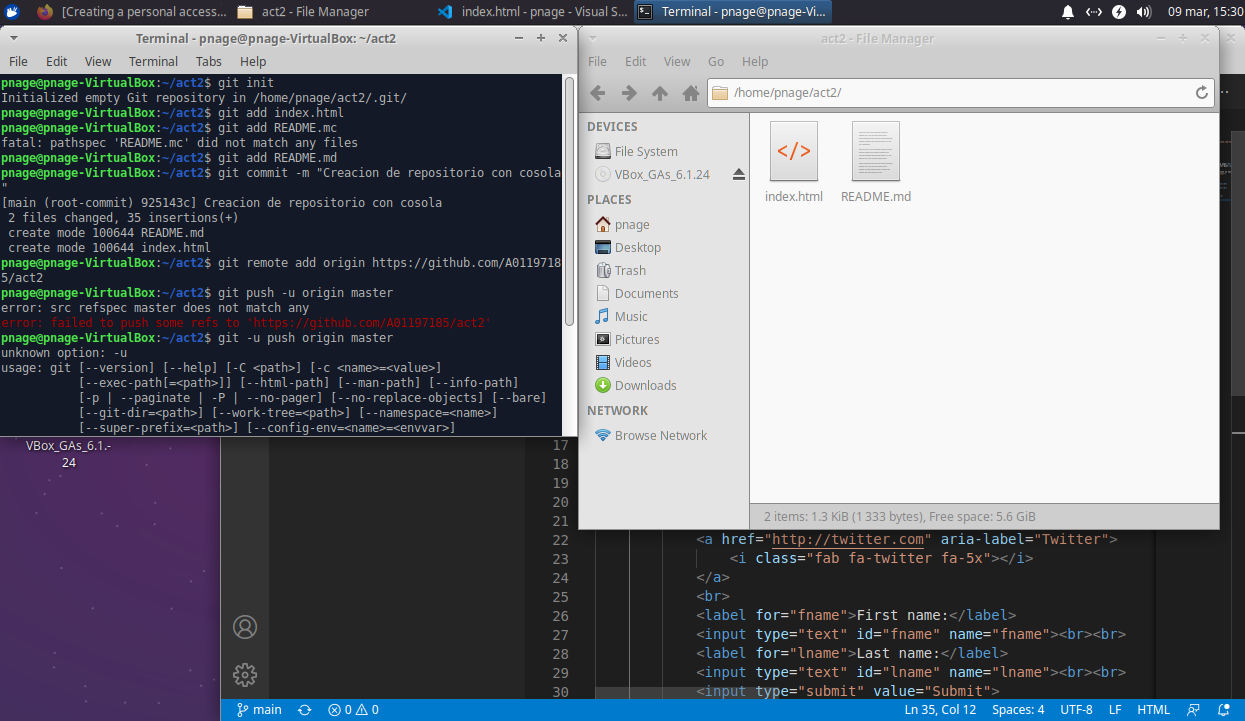 [Creating a personal access...
act2 - File Manager
index.html - pnage - Visual S...
Terminal - pnage@pnage-Vi...
09 mar, 15:30
Terminal - pnage@pnage-VirtualBox: ~/act2
File Edit View Terminal Tabs Help
pnage@pnage-VirtualBox:~/act2$ git init
Initialized empty Git repository in /home/pnage/act2/.git/
pnage@pnage-VirtualBox:~/act2$ git add index.html
pnage@pnage-VirtualBox:~/act2$ git add README.mc
fatal: pathspec 'README.mc' did not match any files
pnage@pnage-VirtualBox:~/act2$ git add README.md
pnage@pnage-VirtualBox:~/act2$ git commit -m "Creacion de repositorio con cosola
"
[main (root-commit) 925143c] Creacion de repositorio con cosola
2 files changed, 35 insertions(+)
create mode 100644 README.md
create mode 100644 index.html
pnage@pnage-VirtualBox:~/act2$ git remote add origin https://github.com/A0119718
5/act2
pnage@pnage-VirtualBox:~/act2$ git push -u origin master
error: src refspec master does not match any
error: failed to push some refs to 'https://github.com/A01197185/act2'
pnage@pnage-VirtualBox:~/act2$ git -u push origin master
unknown option: -u
usage: git [--version] [--help] [-C <path>] [-c <name>=<value>]
[--exec-path[=<path>]] [--html-path] [--man-path] [--info-path]
[-p | --paginate | -P | --no-pager] [--no-replace-objects] [--bare]
[--git-dir=<path>] [--work-tree=<path>] [--namespace=<name>]
[--super-prefix=<path>] [--config-env=<name>=<envvar>]
act2 - File Manager
File Edit View Go Help
/home/pnage/act2/
DEVICES
File System
VBox_GAs_6.1.24
PLACES
pnage
Desktop
Trash
Documents
Music
Pictures
Videos
Downloads
NETWORK
Browse Network
index.html
README.md
2 items: 1.3 KiB (1 333 bytes), Free space: 5.6 GiB
VBox_GAs_6.1.-
24
17
18
19
20
21
22 <a href="http://twitter.com" aria-label="Twitter">
23 <i class="fab fa-twitter fa-5x"></i>
24 </a>
25 <br>
26 <label for="fname">First name:</label>
27 <input type="text" id="fname" name="fname"><br><br>
28 <label for="lname">Last name:</label>
29 <input type="text" id="lname" name="lname"><br><br>
30 <input type="submit" value="Submit">
main
0 0
Ln 35, Col 12 Spaces: 4 UTF-8 LF HTML